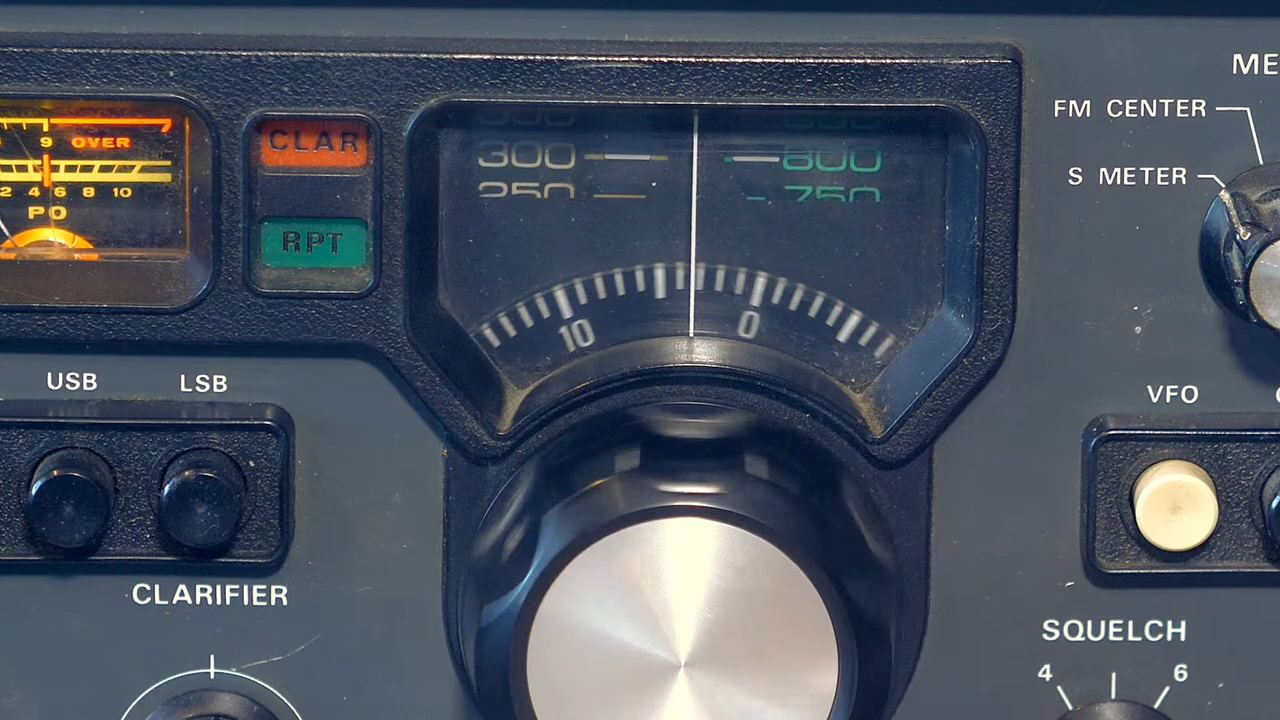 ME
FM CENTER
S METER
9 OVER
2 4 6 8 10
PO
CLAR
RPT
300 800
250 750
10 0
USB LSB
VFO
CLARIFIER
SQUELCH
4 6